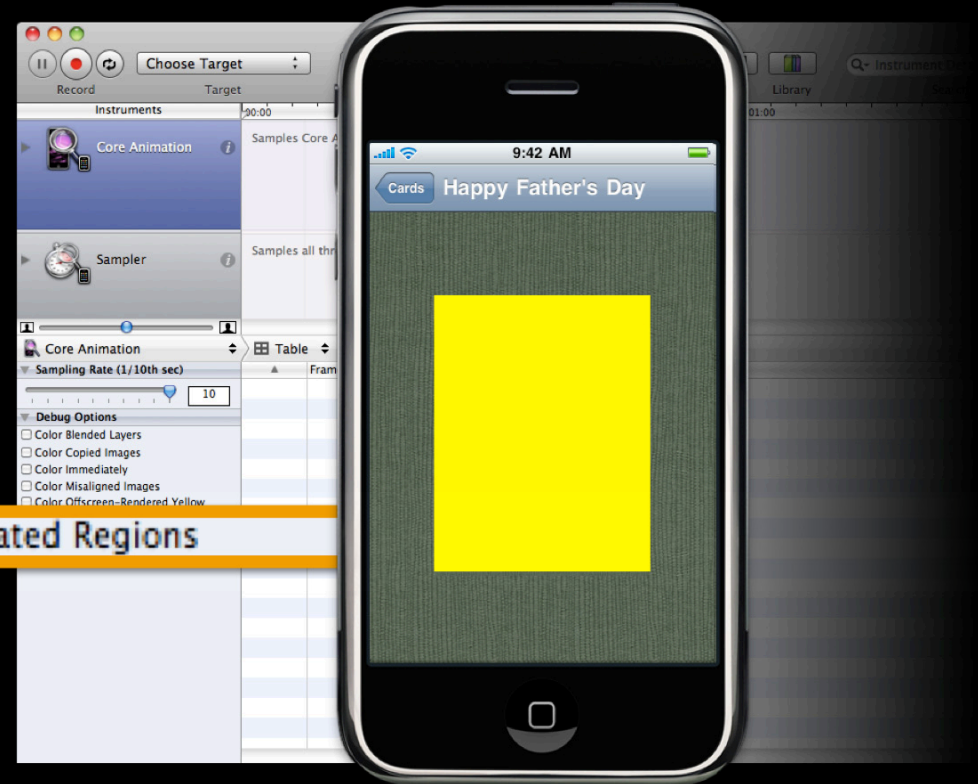 Choose Target
Record
Target
Library
Instruments
00:00
01:00
Core Animation
Samples Core
Sampler
Samples all
9:42 AM
Cards
Happy Father's Day
Core Animation
Table
Sampling Rate (1/10th sec)
10
Debug Options
Color Blended Layers
Color Copied Images
Color Immediately
Color Misaligned Images
Color Offscreen-Rendered Yellow
Regions